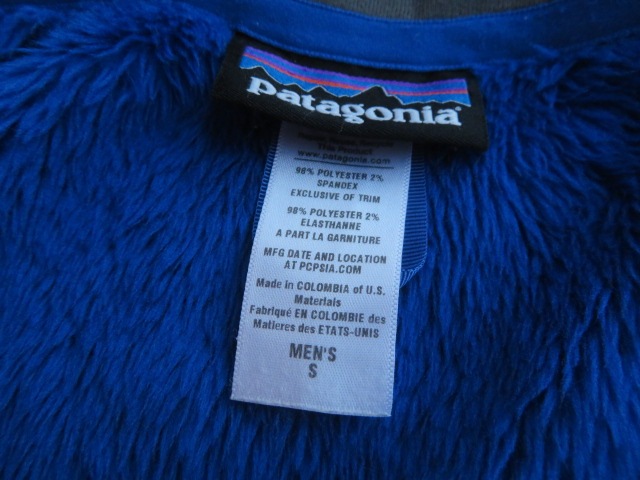 patagonia
This Product
www.patagonia.com
98% POLYESTER 2%
SPANDEX
EXCLUSIVE OF TRIM
98% POLYESTER 2%
ELASTHANNE
A PART LA GARNITURE
MFG DATE AND LOCATION
AT PCPSIA.COM
Made in COLOMBIA of U.S.
Materials
Fabriqué EN COLOMBIE des
Matieres des ETATS-UNIS
MEN'S
S